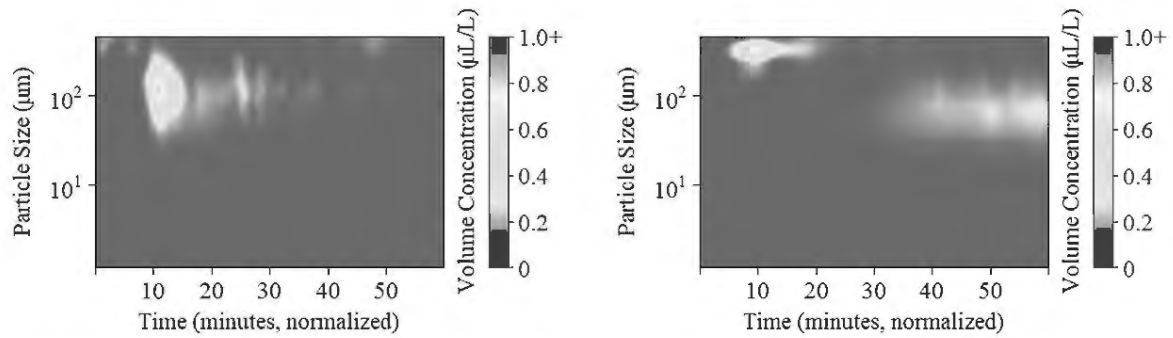 Particle Size (μm)
10²
10¹
10 20 30 40 50
Time (minutes, normalized)
Volume Concentration (μL/L)
1.0+
0.8
0.6
0.4
0.2
0
Particle Size (μm)
10²
10¹
10 20 30 40 50
Time (minutes, normalized)
Volume Concentration (μL/L)
1.0+
0.8
0.6
0.4
0.2
0